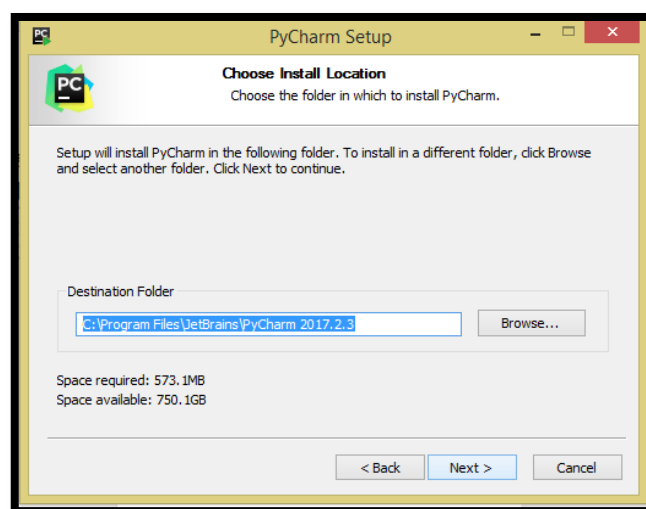 PC
PyCharm Setup
PC
Choose Install Location
Choose the folder in which to install PyCharm.
Setup will install PyCharm in the following folder. To install in a different folder, click Browse
and select another folder. Click Next to continue.
Destination Folder
C:\Program Files\JetBrains\PyCharm 2017.2.3
Browse...
Space required: 573.1MB
Space available: 750.1GB
< Back
Next >
Cancel